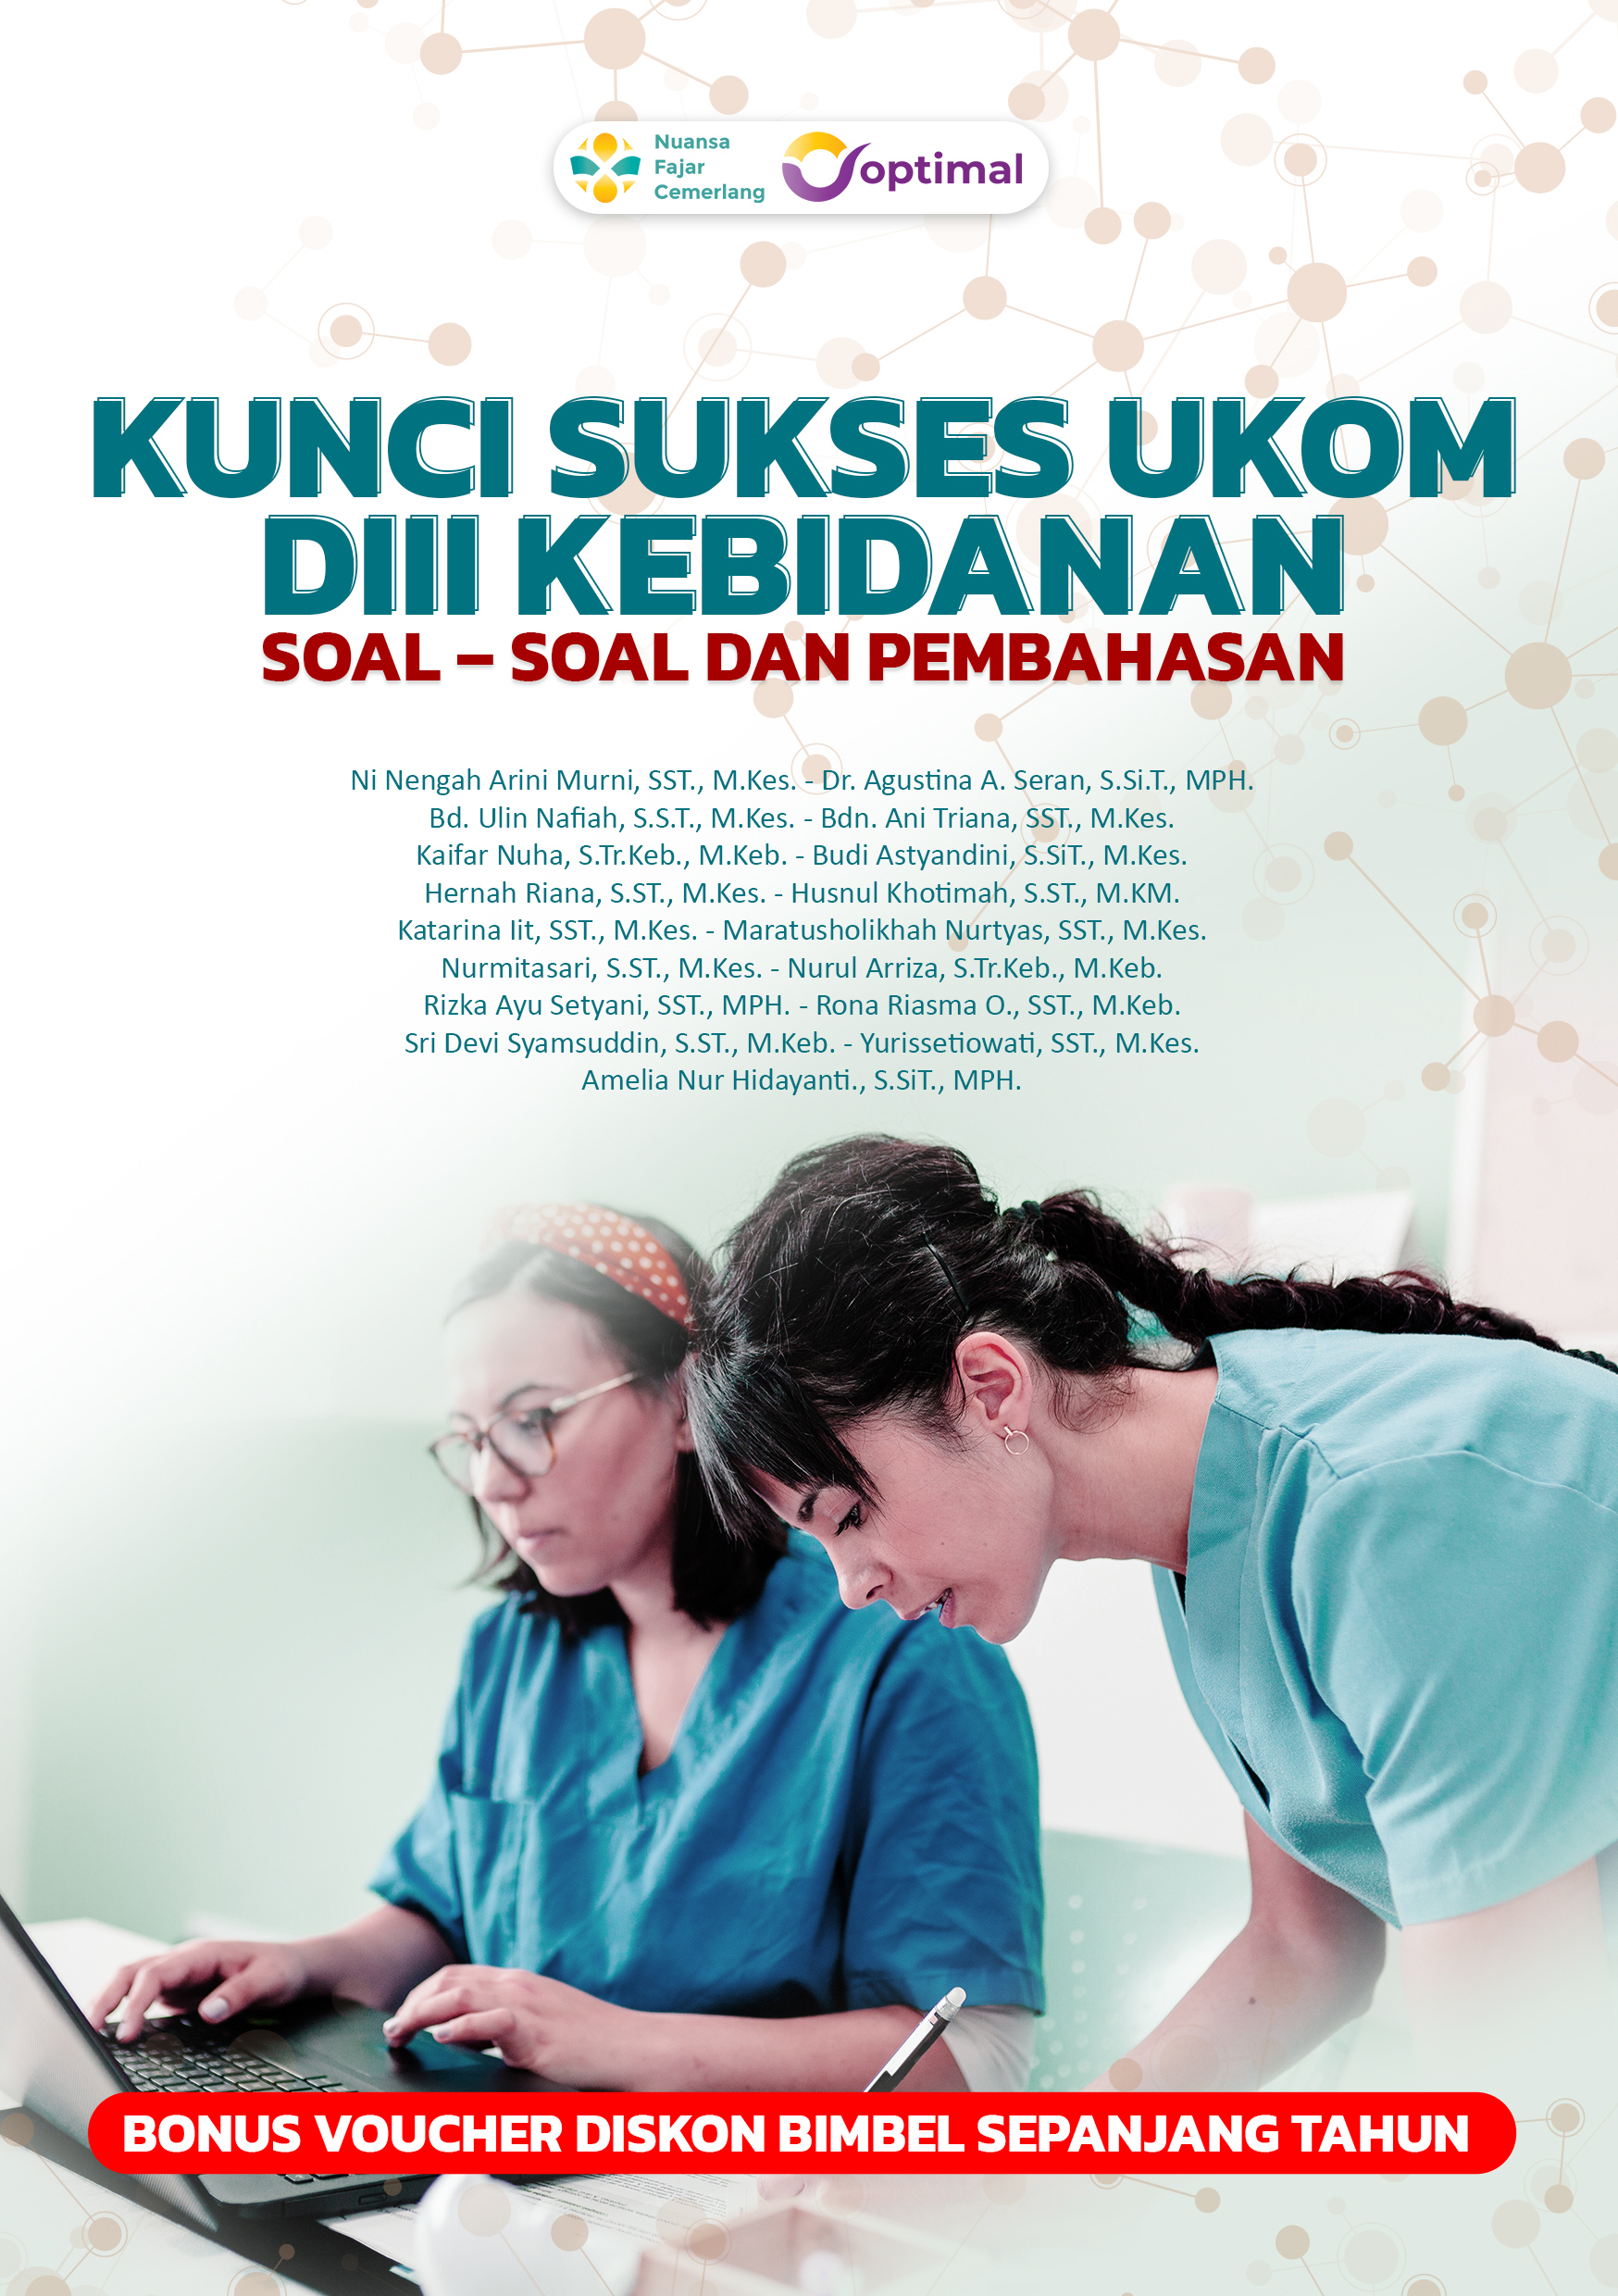 Nuansa
Fajar
Cemerlang
optimal
KUNCI SUKSES UKOM
DIII KEBIDANAN
SOAL – SOAL DAN PEMBAHASAN
Ni Nengah Arini Murni, SST., M.Kes. - Dr. Agustina A. Seran, S.Si.T., MPH.
Bd. Ulin Nafiah, S.S.T., M.Kes. - Bdn. Ani Triana, SST., M.Kes.
Kaifar Nuha, S.Tr.Keb., M.Keb. - Budi Astyandini, S.SiT., M.Kes.
Hernah Riana, S.ST., M.Kes. - Husnul Khotimah, S.ST., M.KM.
Katarina Iit, SST., M.Kes. - Maratusholikhah Nurtyas, SST., M.Kes.
Nurmitasari, S.ST., M.Kes. - Nurul Arriza, S.Tr.Keb., M.Keb.
Rizka Ayu Setyani, SST., MPH. - Rona Riasma O., SST., M.Keb.
Sri Devi Syamsuddin, S.ST., M.Keb. - Yurissetiowati, SST., M.Kes.
Amelia Nur Hidayanti., S.SiT., MPH.
BONUS VOUCHER DISKON BIMBEL SEPANJANG TAHUN